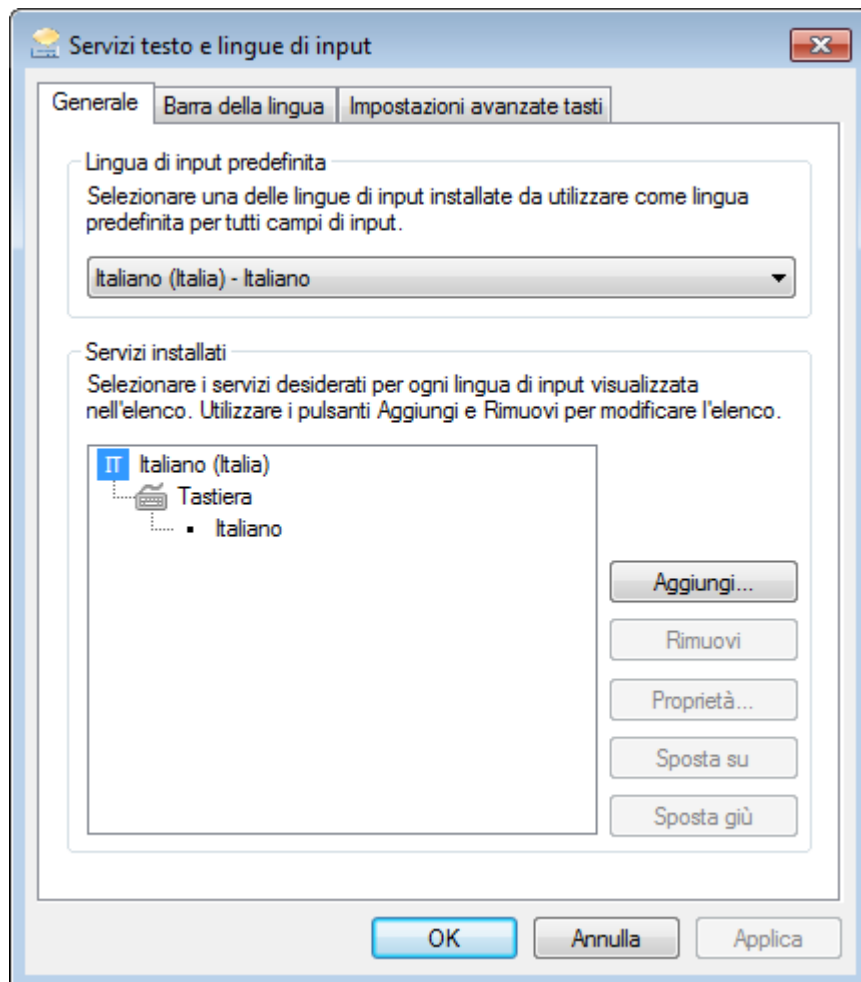 Servizi testo e lingue di input
Generale
Barra della lingua
Impostazioni avanzate tasti
Lingua di input predefinita
Selezionare una delle lingue di input installate da utilizzare come lingua
predefinita per tutti campi di input.
Italiano (Italia) - Italiano
Servizi installati
Selezionare i servizi desiderati per ogni lingua di input visualizzata
nell'elenco. Utilizzare i pulsanti Aggiungi e Rimuovi per modificare l'elenco.
IT Italiano (Italia)
Tastiera
Italiano
Aggiungi...
Rimuovi
Proprietà...
Sposta su
Sposta giù
OK
Annulla
Applica